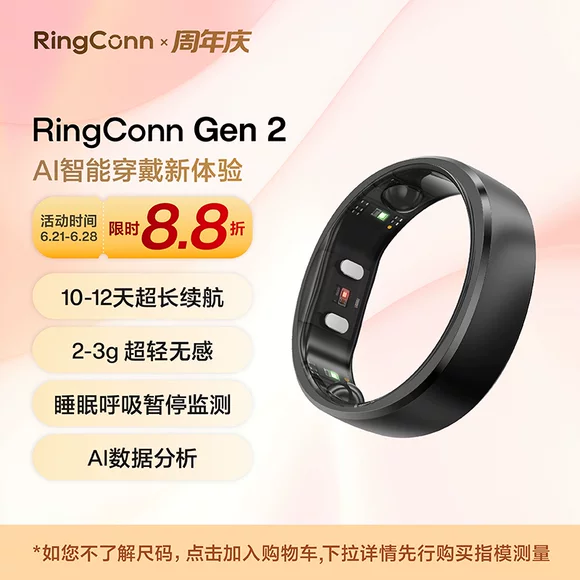 RingConn × 周年庆
RingConn Gen 2
AI智能穿戴新体验
活动时间
6.21-6.28
限时8.8折
10-12天超长续航
2-3g 超轻无感
睡眠呼吸暂停监测
AI数据分析
*如您不了解尺码，点击加入购物车,下拉详情先行购买指模测量